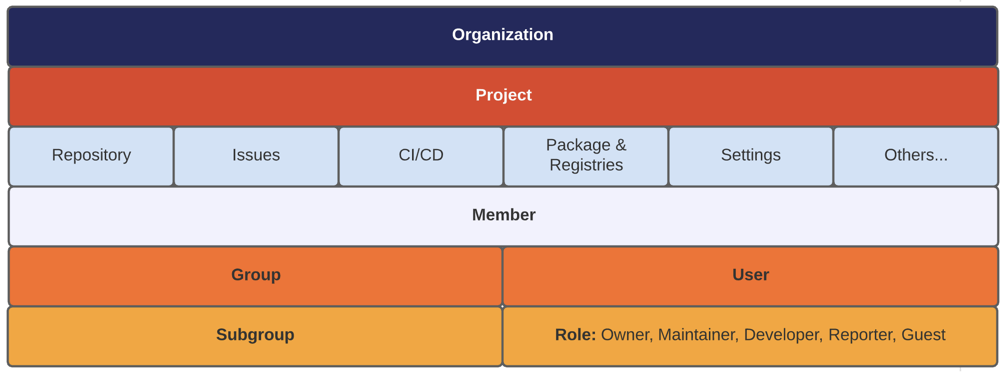 Organization
Project
Repository
Issues
CI/CD
Package &
Registries
Settings
Others...
Member
Group
User
Subgroup
Role: Owner, Maintainer, Developer, Reporter, Guest